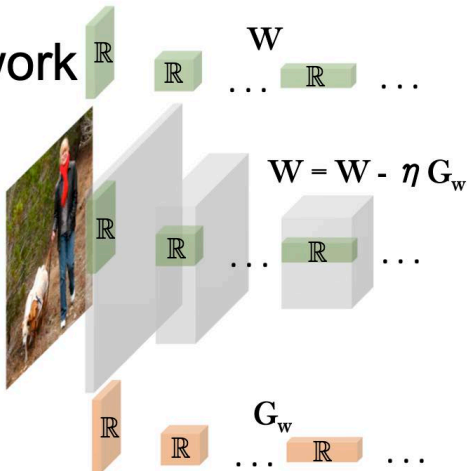 ℝ
W
work ℝ ... ℝ ...
W = W - η G_w
ℝ
ℝ ... ℝ ...
G_w
ℝ
ℝ ... ℝ ...